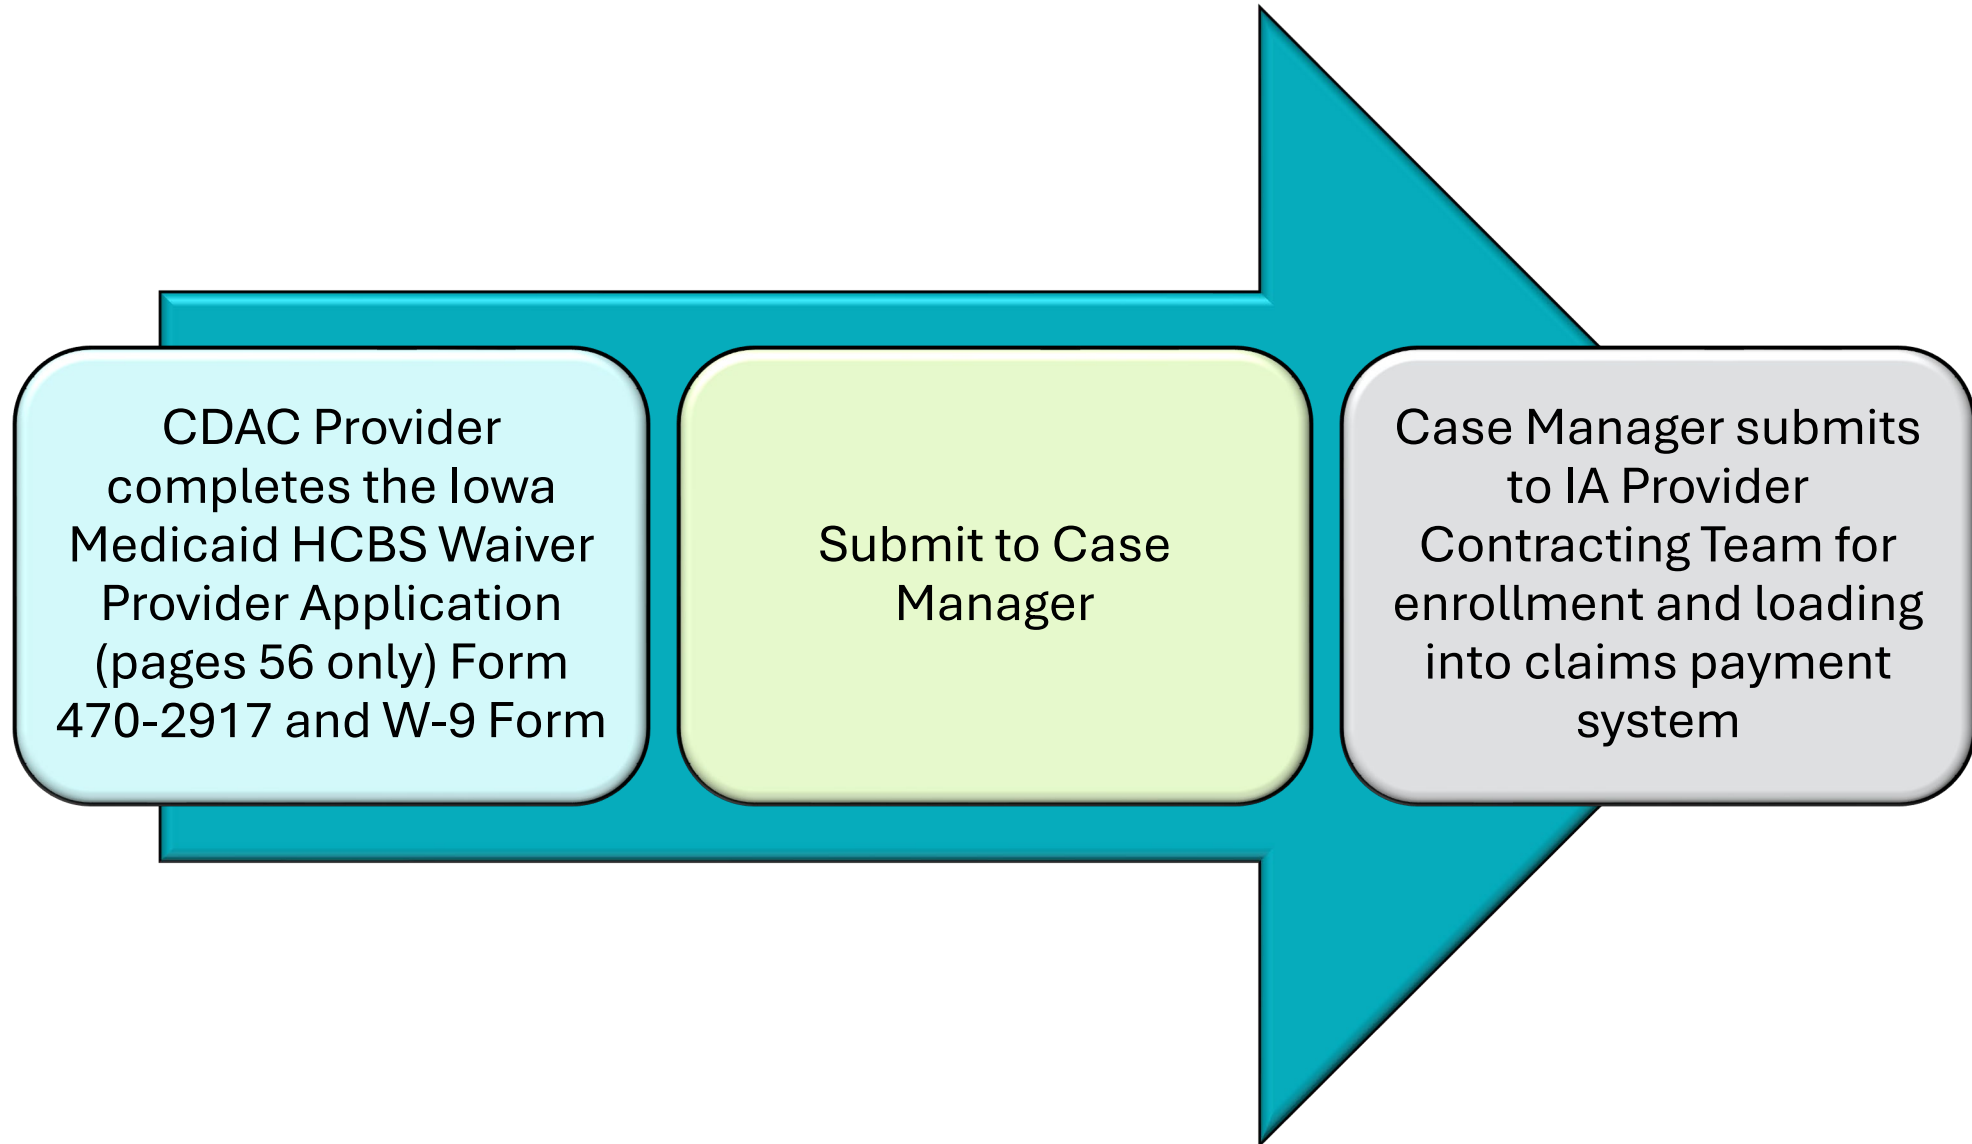 CDAC Provider
completes the Iowa
Medicaid HCBS Waiver
Provider Application
(pages 56 only) Form
470-2917 and W-9 Form
Submit to Case
Manager
Case Manager submits
to IA Provider
Contracting Team for
enrollment and loading
into claims payment
system